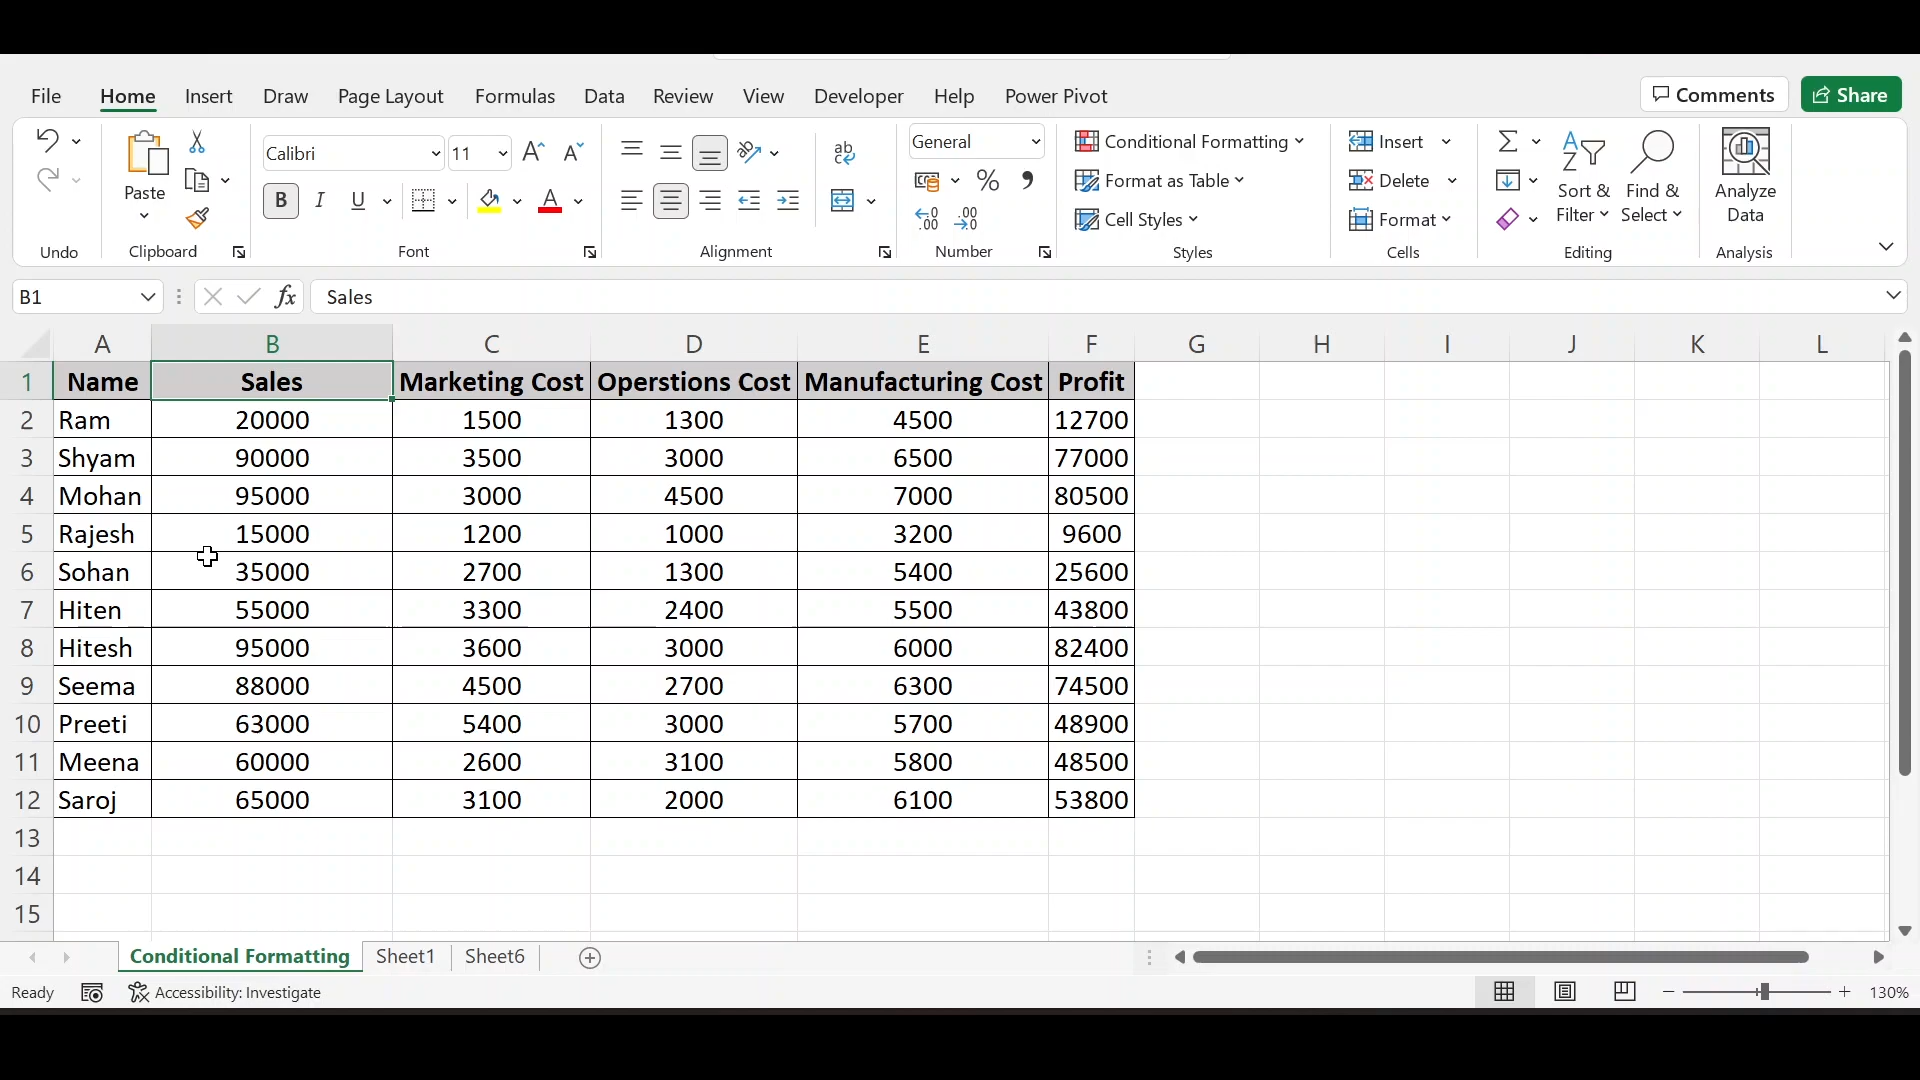 File Home Insert Draw Page Layout Formulas Data Review View Developer Help Power Pivot Comments Share
Calibri 11 General Conditional Formatting Insert
Paste Format as Table Delete Sort & Filter Find & Select Analyze Data
Cell Styles Format
Undo Clipboard Font Alignment Number Styles Cells Editing Analysis
B1 fx Sales
A B C D E F G H I J K L
1 Name Sales Marketing Cost Operstions Cost Manufacturing Cost Profit
2 Ram 20000 1500 1300 4500 12700
3 Shyam 90000 3500 3000 6500 77000
4 Mohan 95000 3000 4500 7000 80500
5 Rajesh 15000 1200 1000 3200 9600
6 Sohan 35000 2700 1300 5400 25600
7 Hiten 55000 3300 2400 5500 43800
8 Hitesh 95000 3600 3000 6000 82400
9 Seema 88000 4500 2700 6300 74500
10 Preeti 63000 5400 3000 5700 48900
11 Meena 60000 2600 3100 5800 48500
12 Saroj 65000 3100 2000 6100 53800
13
14
15
Conditional Formatting Sheet1 Sheet6
Ready Accessibility: Investigate 130%